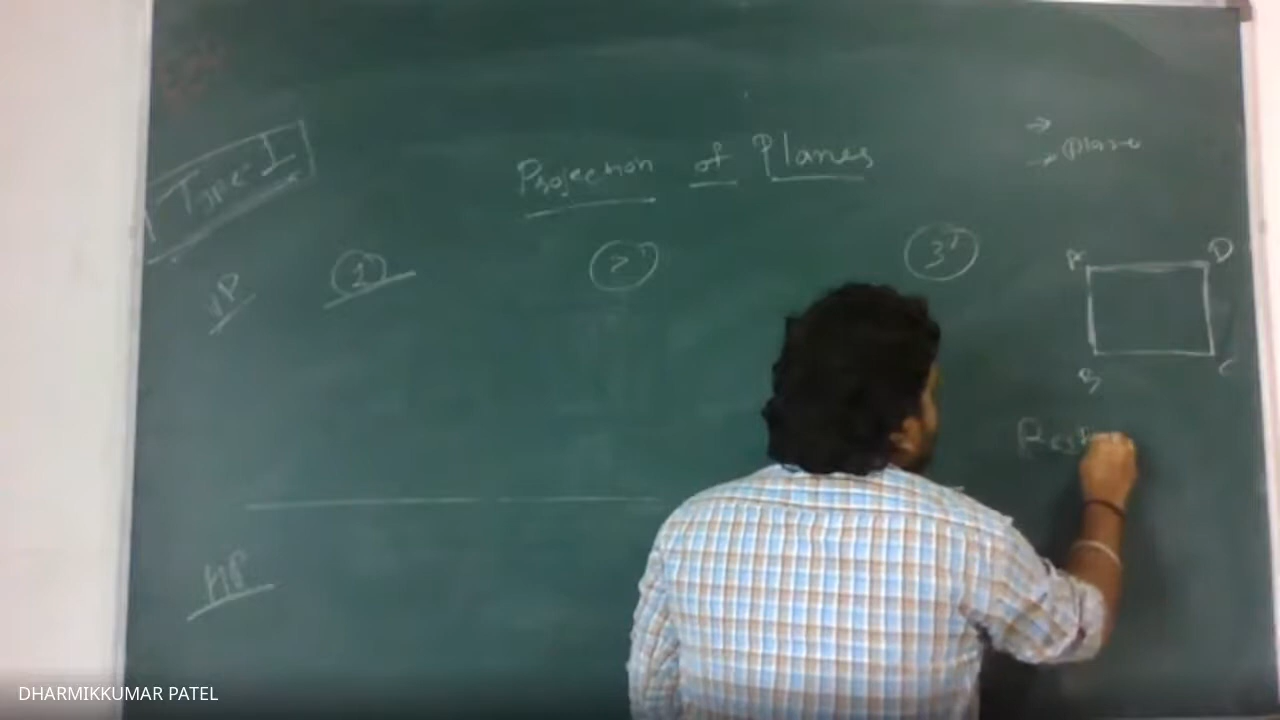 Type-I
Projection of Planes
→
→ plane
VP
1
2
3
A D
B C
HP
DHARMIKKUMAR PATEL